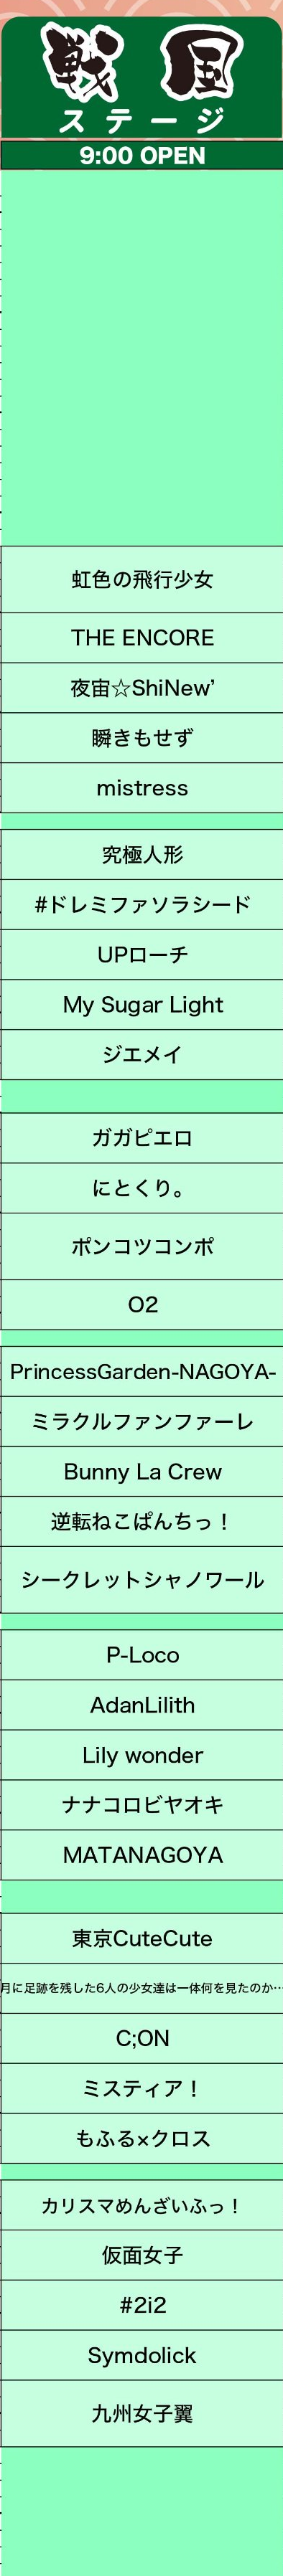 戦国
ステージ
9:00 OPEN
虹色の飛行少女
THE ENCORE
夜宙☆ShiNew’
瞬きもせず
mistress
究極人形
#ドレミファソラシード
UPローチ
My Sugar Light
ジエメイ
ガガピエロ
にとくり。
ポンコツコンポ
O2
PrincessGarden-NAGOYA-
ミラクルファンファーレ
Bunny La Crew
逆転ねこぱんちっ！
シークレットシャノワール
P-Loco
AdanLilith
Lily wonder
ナナコロビヤオキ
MATANAGOYA
東京CuteCute
月に足跡を残した6人の少女達は一体何を見たのか…
C;ON
ミスティア！
もふる×クロス
カリスマめんざいふっ！
仮面女子
#2i2
Symdolick
九州女子翼